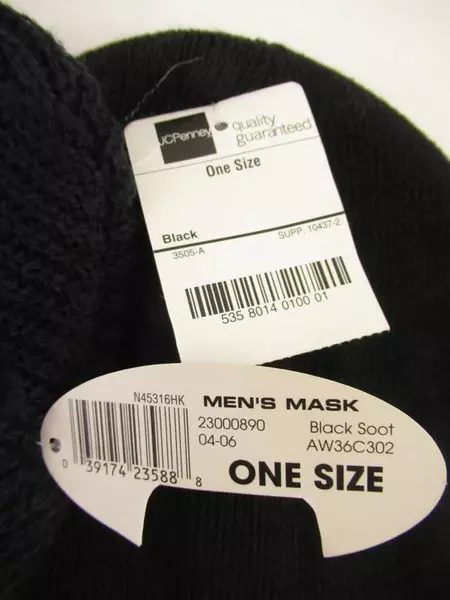 JCPenney
quality
guaranteed
One Size
Black
3505-A
SUPP. 10437-2
535 8014 0100 01
N45316HK
MEN'S MASK
23000890
Black Soot
04-06
AW36C302
0 39174 23588 8
ONE SIZE